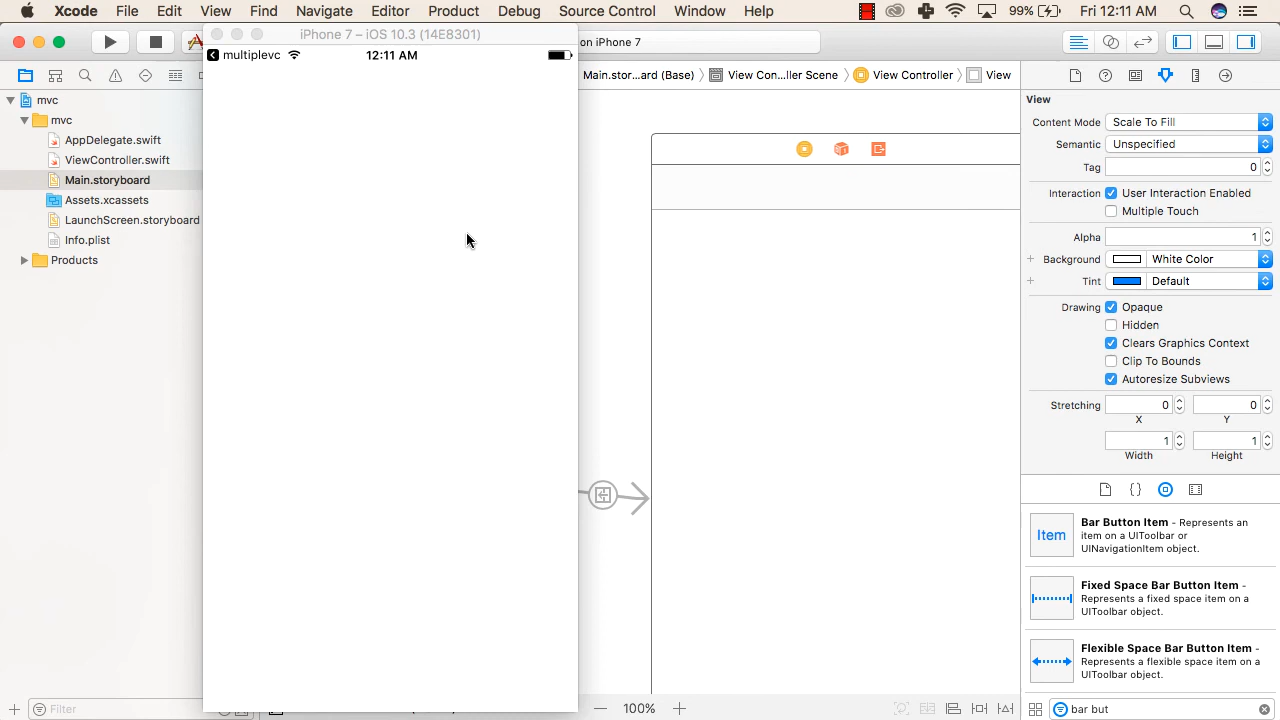 Xcode File Edit View Find Navigate Editor Product Debug Source Control Window Help 99% Fri 12:11 AM
iPhone 7 – iOS 10.3 (14E8301)
on iPhone 7
multiplevc 12:11 AM
Main.stor...ard (Base) View Con...ller Scene View Controller View
mvc
mvc
AppDelegate.swift
ViewController.swift
Main.storyboard
Assets.xcassets
LaunchScreen.storyboard
Info.plist
Products
Filter
100%
View
Content Mode Scale To Fill
Semantic Unspecified
Tag 0
Interaction User Interaction Enabled
Multiple Touch
Alpha 1
Background White Color
Tint Default
Drawing Opaque
Hidden
Clears Graphics Context
Clip To Bounds
Autoresize Subviews
Stretching 0 0
X Y
1 1
Width Height
Item
Bar Button Item - Represents an
item on a UIToolbar or
UINavigationItem object.
Fixed Space Bar Button Item -
Represents a fixed space item on a
UIToolbar object.
Flexible Space Bar Button Item -
Represents a flexible space item on a
UIToolbar object.
bar but